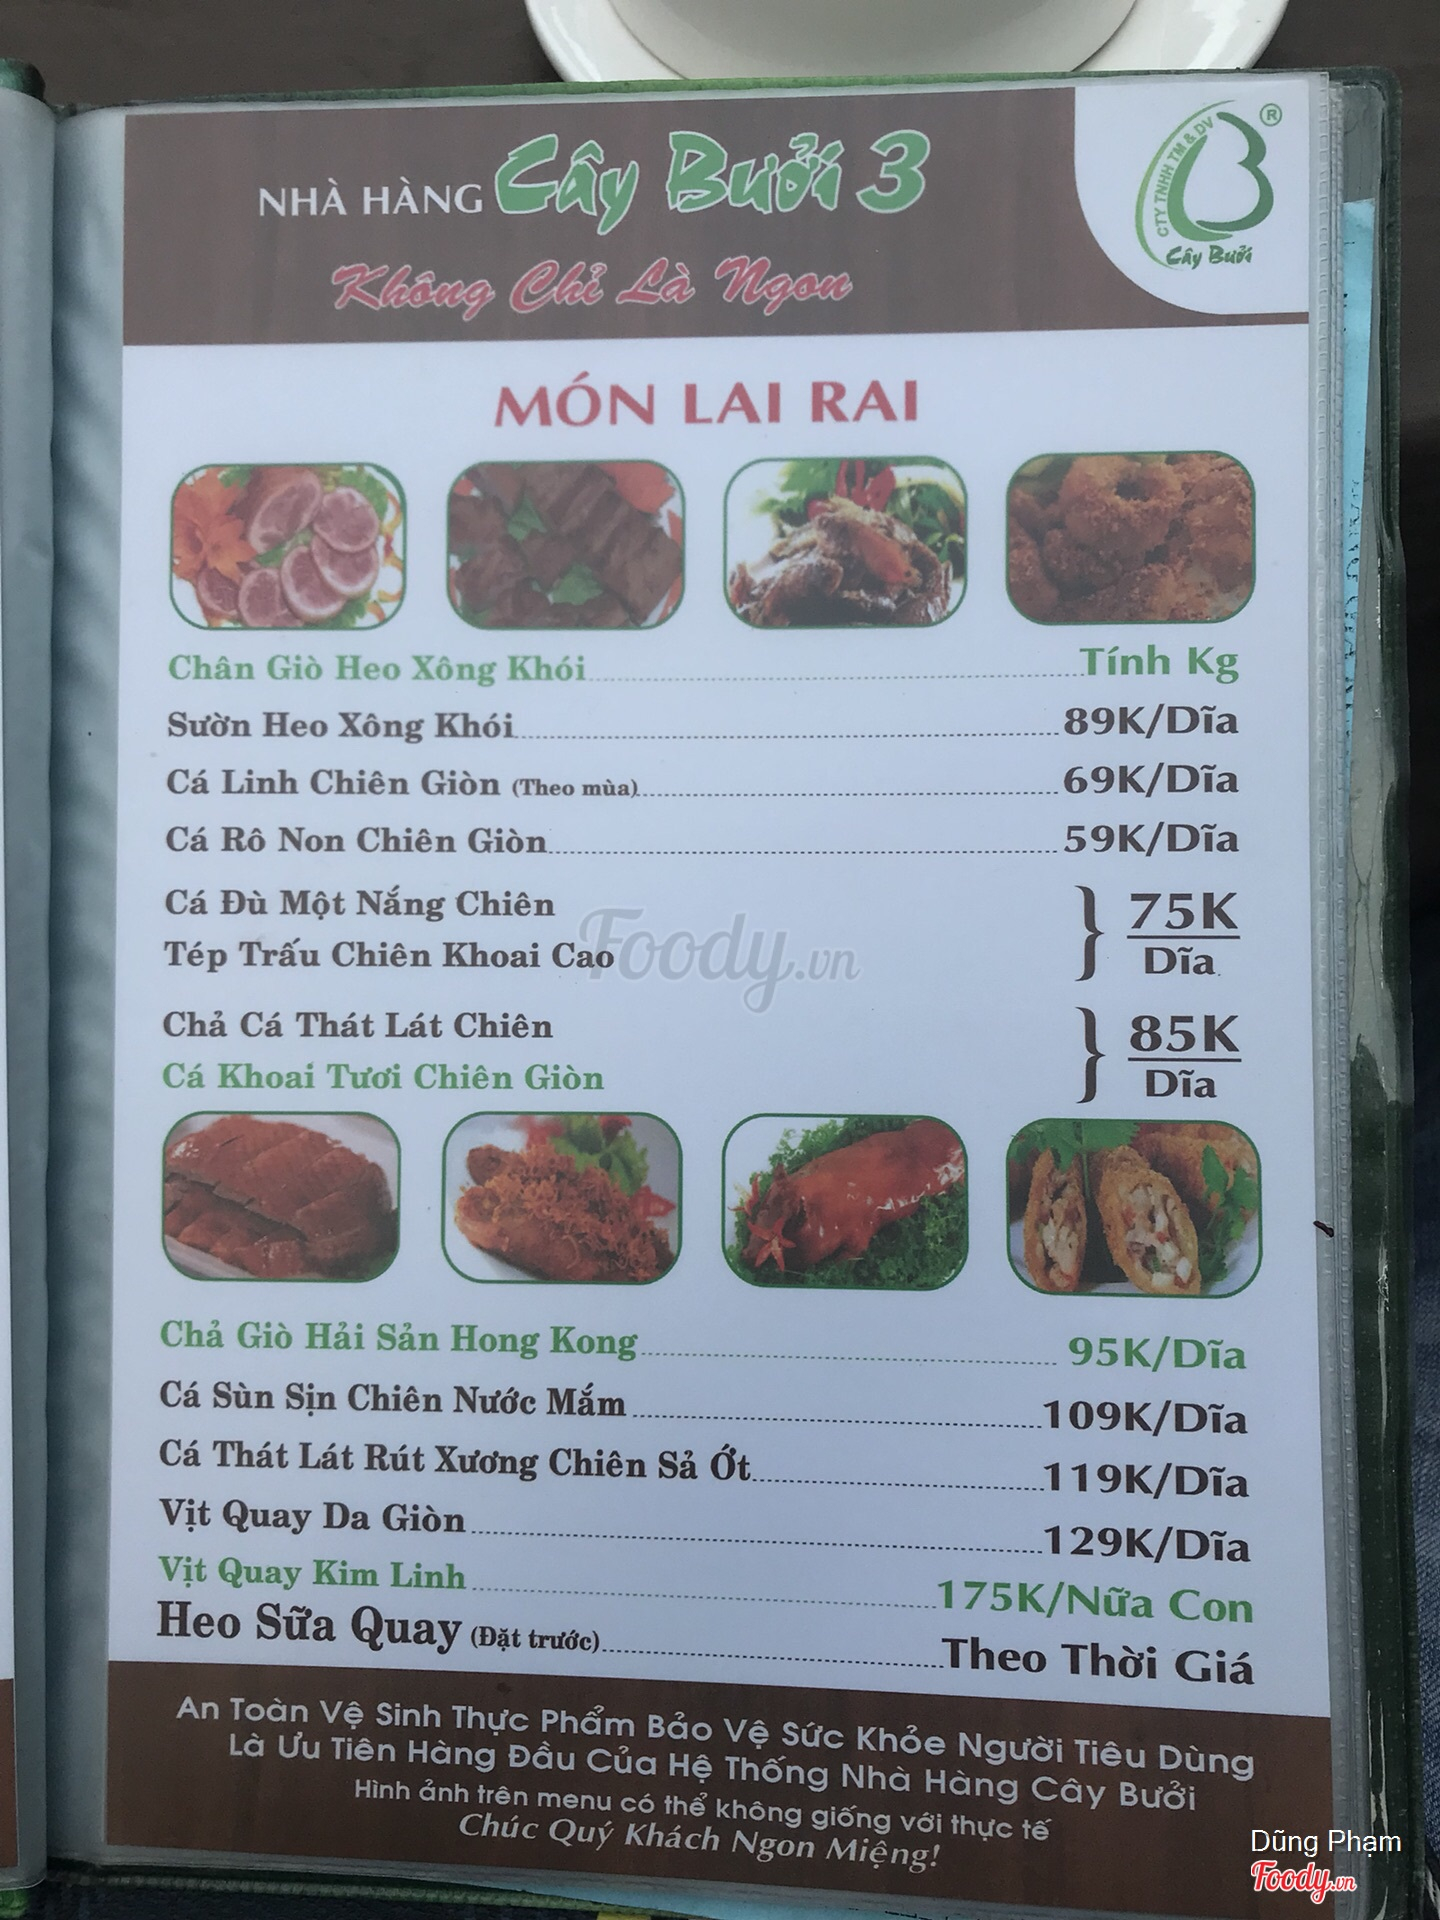 NHÀ HÀNG Cây Bưởi 3
Không Chỉ Là Ngon
CTY TNHH TM & DV
®
Cây Bưởi
MÓN LAI RAI
Chân Giò Heo Xông Khói Tính Kg
Sườn Heo Xông Khói 89K/Dĩa
Cá Linh Chiên Giòn (Theo mùa) 69K/Dĩa
Cá Rô Non Chiên Giòn 59K/Dĩa
Cá Đù Một Nắng Chiên
Tép Trấu Chiên Khoai Cao
75K
Dĩa
Foody.vn
Chả Cá Thát Lát Chiên
Cá Khoai Tươi Chiên Giòn
85K
Dĩa
Chả Giò Hải Sản Hong Kong 95K/Dĩa
Cá Sùn Sịn Chiên Nước Mắm 109K/Dĩa
Cá Thát Lát Rút Xương Chiên Sả Ớt 119K/Dĩa
Vịt Quay Da Giòn 129K/Dĩa
Vịt Quay Kim Linh 175K/Nữa Con
Heo Sữa Quay (Đặt trước) Theo Thời Giá
An Toàn Vệ Sinh Thực Phẩm Bảo Vệ Sức Khỏe Người Tiêu Dùng
Là Ưu Tiên Hàng Đầu Của Hệ Thống Nhà Hàng Cây Bưởi
Hình ảnh trên menu có thể không giống với thực tế
Chúc Quý Khách Ngon Miệng!
Dũng Phạm
Foody.vn